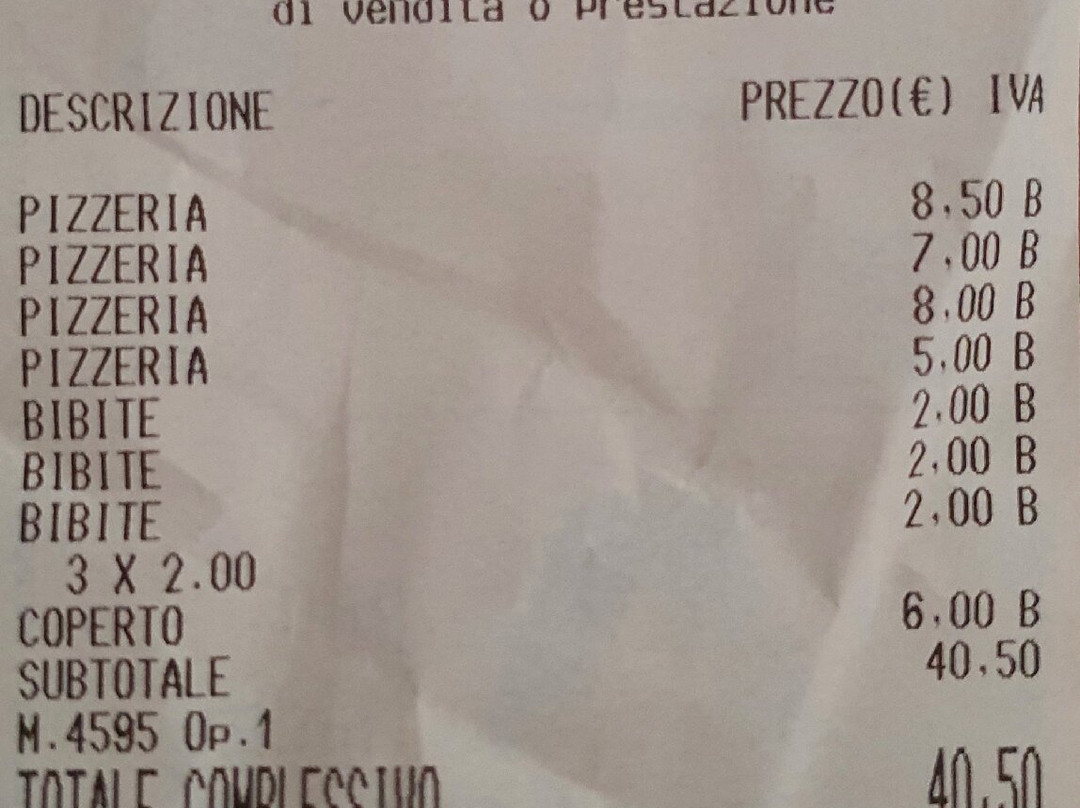 di vendita o prestazione
DESCRIZIONE PREZZO(€) IVA
PIZZERIA 8,50 B
PIZZERIA 7,00 B
PIZZERIA 8,00 B
PIZZERIA 5,00 B
BIBITE 2,00 B
BIBITE 2,00 B
BIBITE 2,00 B
3 X 2.00
COPERTO 6,00 B
SUBTOTALE 40,50
M.4595 Op.1
TOTALE COMPLESSIVO 40,50